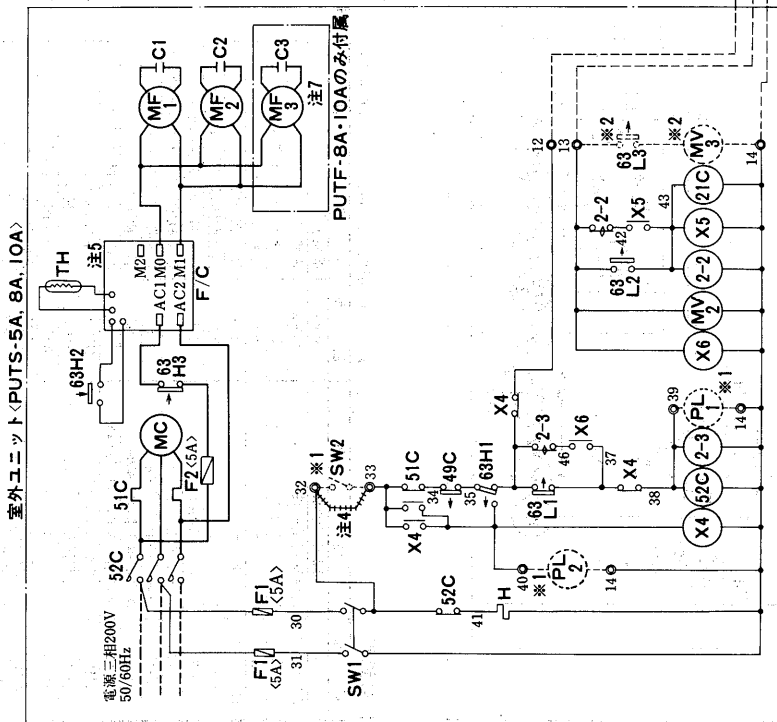 室外ユニット〈PUTS-5A, 8A, 10A〉
電源三相200V
50/60Hz
52C
51C
MC
F2〈5A〉
63H2
TH
注5
63
H3
AC1
AC2
M2
M0
M1
F/C
MF
1
C1
MF
2
C2
MF
3
C3
注7
PUTF-8A・10Aのみ付属
F1
〈5A〉
30
F1
〈5A〉
31
SW1
52C
41
H
32
※1
SW2
注4
33
51C
34
49C
35
63H1
X4
X4
2-3
46
X6
37
63
L1
X4
38
39
※1
PL
1
14
2-3
52C
X4
40
※1
PL
2
14
12
13
※2
63
L3
※2
MV
3
14
2-2
42
X5
43
63
L2
21C
X5
2-2
MV
2
X6